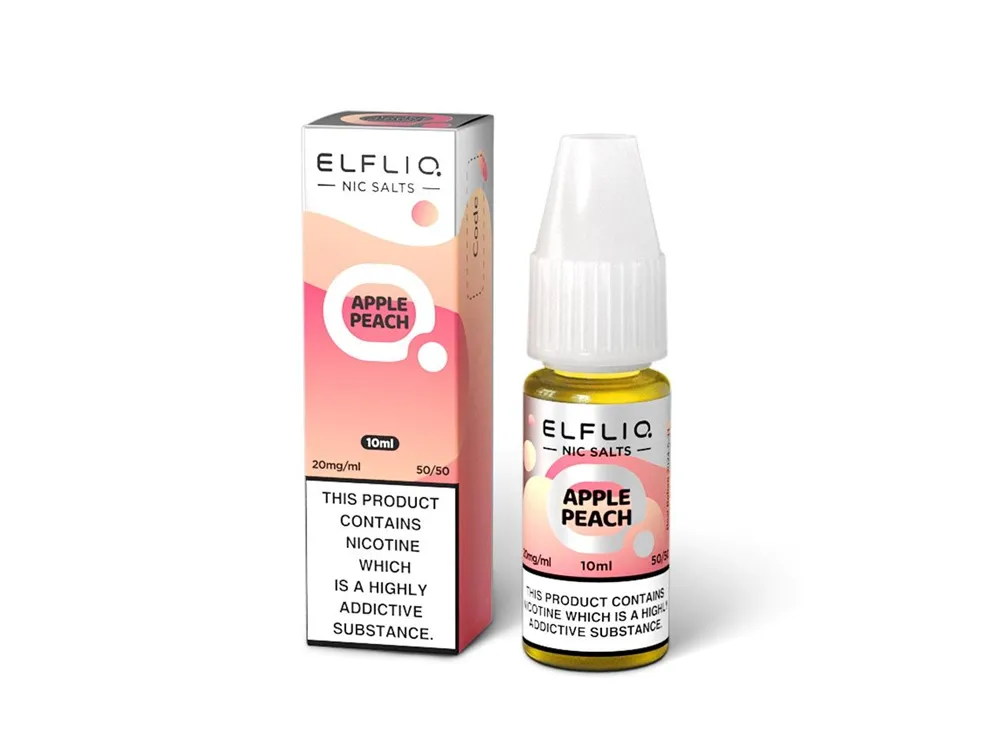 ELFLIQ
NIC SALTS
Code
APPLE
PEACH
10ml
20mg/ml 50/50
THIS PRODUCT
CONTAINS
NICOTINE
WHICH
IS A HIGHLY
ADDICTIVE
SUBSTANCE.
ELFLIQ
NIC SALTS
APPLE
PEACH
20mg/ml 10ml 50/50
THIS PRODUCT CONTAINS
NICOTINE WHICH IS A HIGHLY
ADDICTIVE SUBSTANCE.